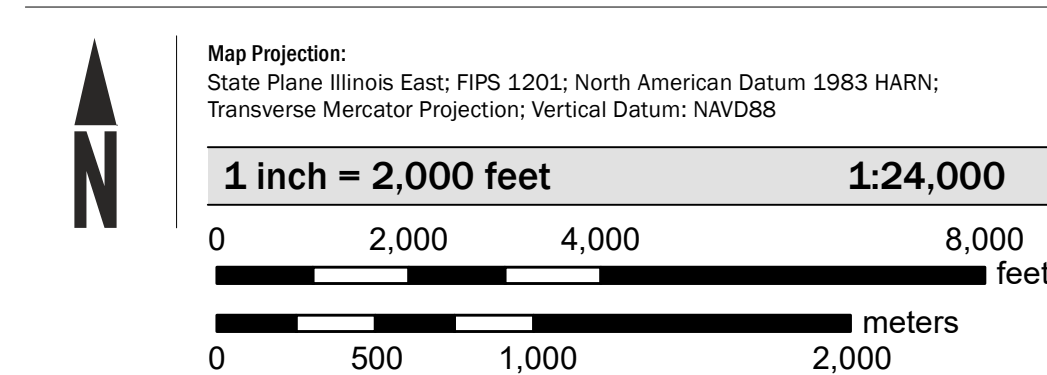 Map Projection:
State Plane Illinois East; FIPS 1201; North American Datum 1983 HARN;
Transverse Mercator Projection; Vertical Datum: NAVD88
N
1 inch = 2,000 feet 1:24,000
0 2,000 4,000 8,000
feet
meters
0 500 1,000 2,000